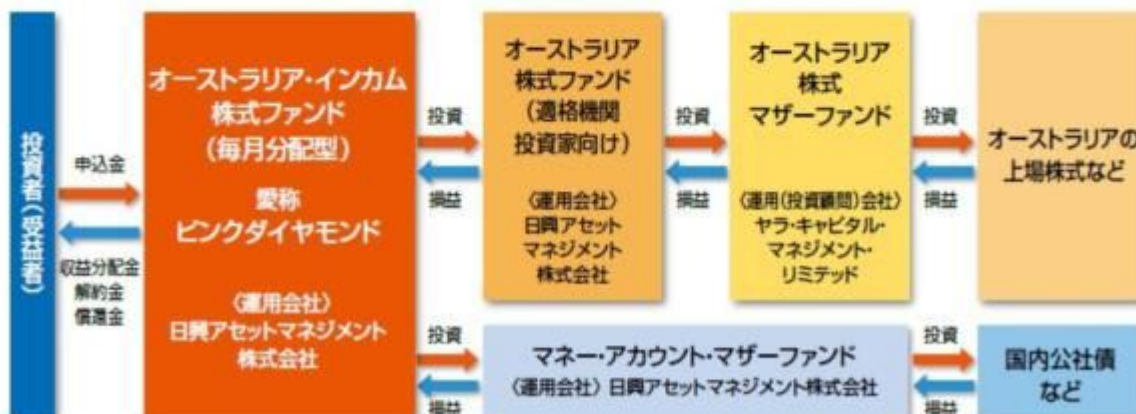 投資者(受益者)
申込金
収益分配金
解約金
償還金
オーストラリア・インカム
株式ファンド
(毎月分配型)
愛称
ピンクダイヤモンド
〈運用会社〉
日興アセットマネジメント
株式会社
投資
損益
オーストラリア
株式ファンド
(適格機関
投資家向け)
〈運用会社〉
日興アセット
マネジメント
株式会社
投資
損益
オーストラリア
株式
マザーファンド
〈運用(投資顧問)会社〉
ヤラ・キャピタル・
マネジメント・
リミテッド
投資
損益
オーストラリアの
上場株式など
投資
損益
マネー・アカウント・マザーファンド
〈運用会社〉日興アセットマネジメント株式会社
投資
損益
国内公社債
など